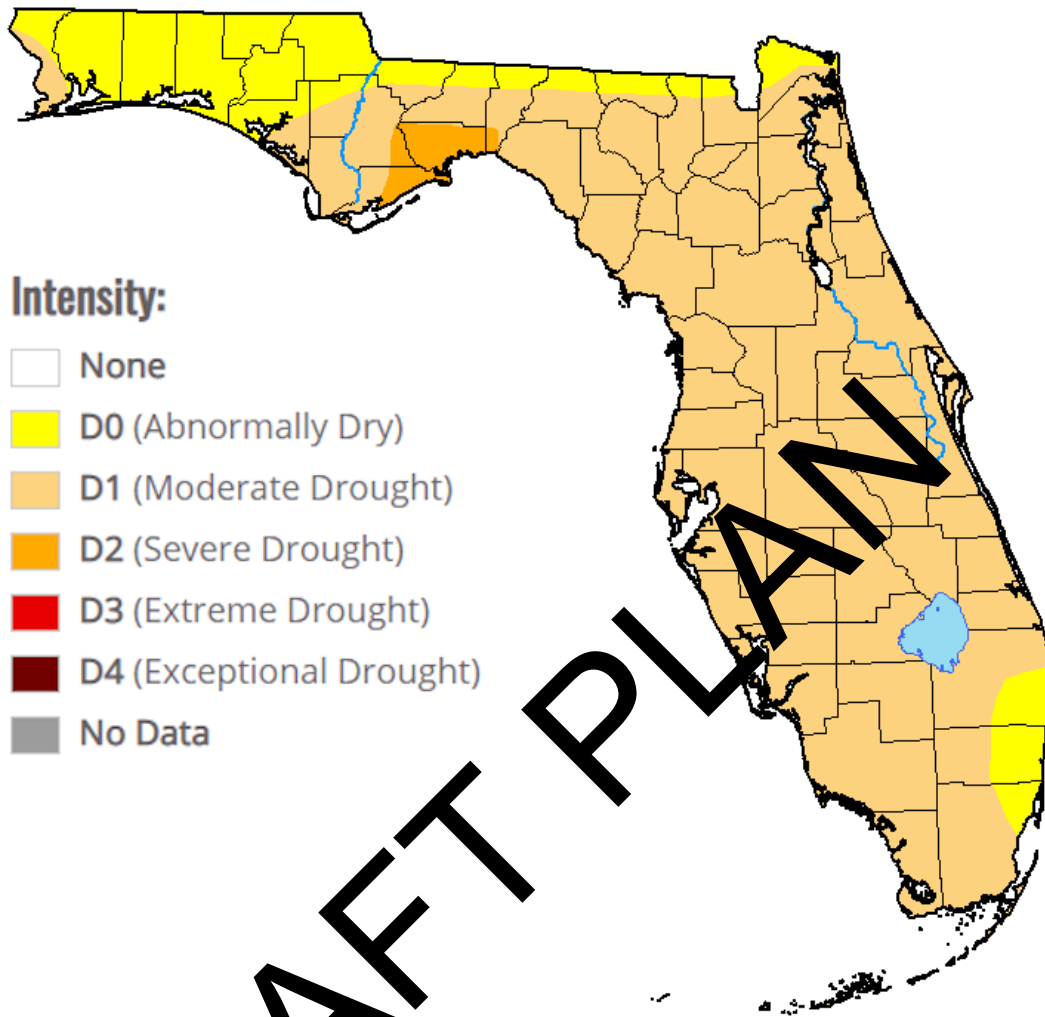 Intensity:
None
D0 (Abnormally Dry)
D1 (Moderate Drought)
D2 (Severe Drought)
D3 (Extreme Drought)
D4 (Exceptional Drought)
No Data
AFT PLAN